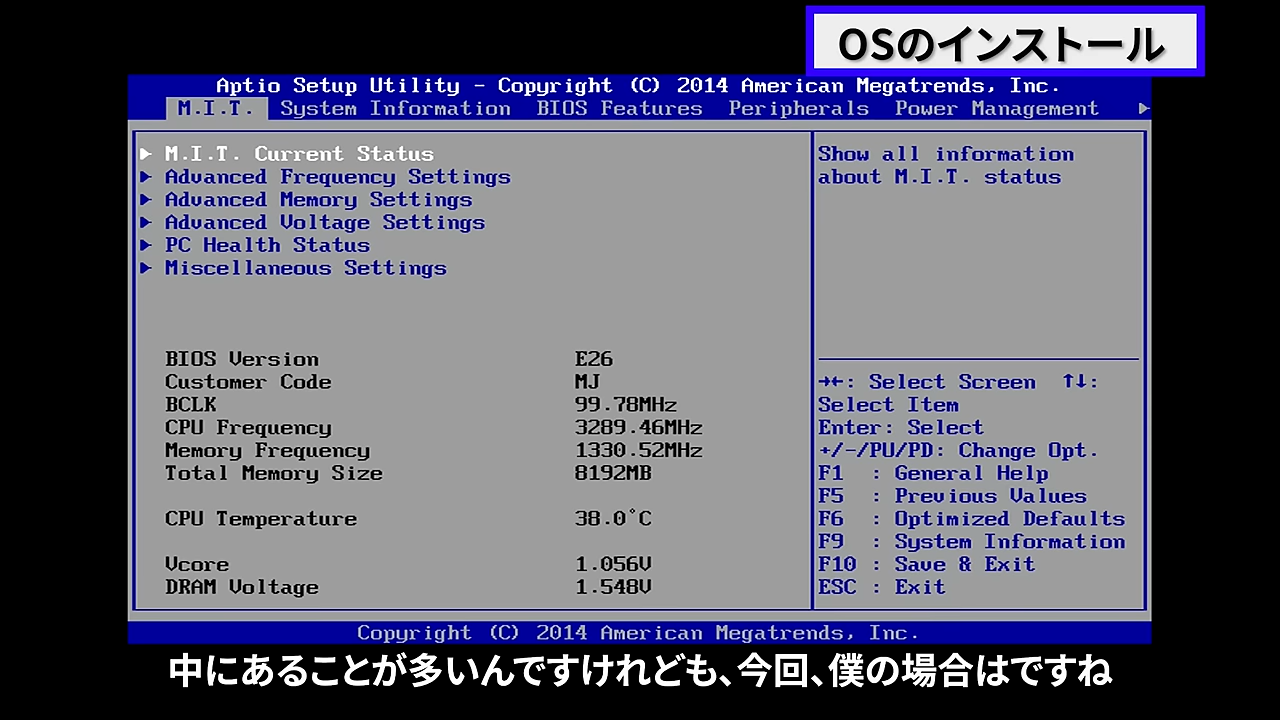 OSのインストール
Aptio Setup Utility - Copyright (C) 2014 American Megatrends, Inc.
M.I.T. System Information BIOS Features Peripherals Power Management
M.I.T. Current Status
Advanced Frequency Settings
Advanced Memory Settings
Advanced Voltage Settings
PC Health Status
Miscellaneous Settings
BIOS Version E26
Customer Code MJ
BCLK 99.78MHz
CPU Frequency 3289.46MHz
Memory Frequency 1330.52MHz
Total Memory Size 8192MB
CPU Temperature 38.0°C
Vcore 1.056V
DRAM Voltage 1.548V
Show all information
about M.I.T. status
→←: Select Screen ↑↓:
Select Item
Enter: Select
+/-/PU/PD: Change Opt.
F1 : General Help
F5 : Previous Values
F6 : Optimized Defaults
F9 : System Information
F10 : Save & Exit
ESC : Exit
Copyright (C) 2014 American Megatrends, Inc.
中にあることが多いんですけれども、今回、僕の場合はですね